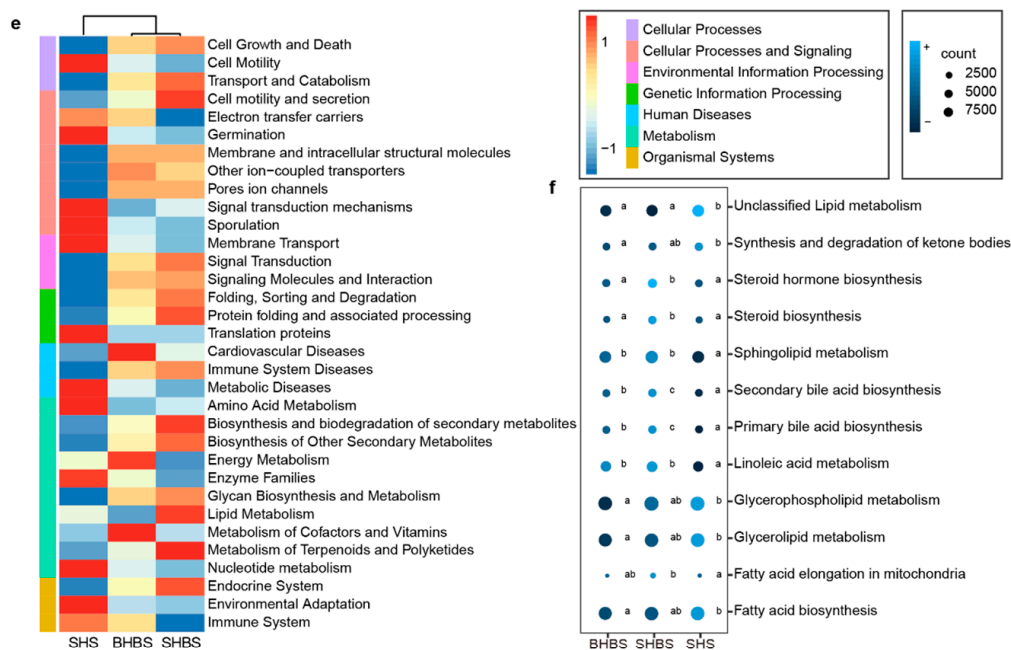 e
Cell Growth and Death
Cell Motility
Transport and Catabolism
Cell motility and secretion
Electron transfer carriers
Germination
Membrane and intracellular structural molecules
Other ion−coupled transporters
Pores ion channels
Signal transduction mechanisms
Sporulation
Membrane Transport
Signal Transduction
Signaling Molecules and Interaction
Folding, Sorting and Degradation
Protein folding and associated processing
Translation proteins
Cardiovascular Diseases
Immune System Diseases
Metabolic Diseases
Amino Acid Metabolism
Biosynthesis and biodegradation of secondary metabolites
Biosynthesis of Other Secondary Metabolites
Energy Metabolism
Enzyme Families
Glycan Biosynthesis and Metabolism
Lipid Metabolism
Metabolism of Cofactors and Vitamins
Metabolism of Terpenoids and Polyketides
Nucleotide metabolism
Endocrine System
Environmental Adaptation
Immune System
SHS BHBS SHBS
1
−1
Cellular Processes
Cellular Processes and Signaling
Environmental Information Processing
Genetic Information Processing
Human Diseases
Metabolism
Organismal Systems
+
−
count
2500
5000
7500
f
a a b Unclassified Lipid metabolism
a ab b Synthesis and degradation of ketone bodies
a b a Steroid hormone biosynthesis
a b a Steroid biosynthesis
b b a Sphingolipid metabolism
b c a Secondary bile acid biosynthesis
b c a Primary bile acid biosynthesis
b b a Linoleic acid metabolism
a ab b Glycerophospholipid metabolism
a ab b Glycerolipid metabolism
ab b a Fatty acid elongation in mitochondria
a ab b Fatty acid biosynthesis
BHBS SHBS SHS